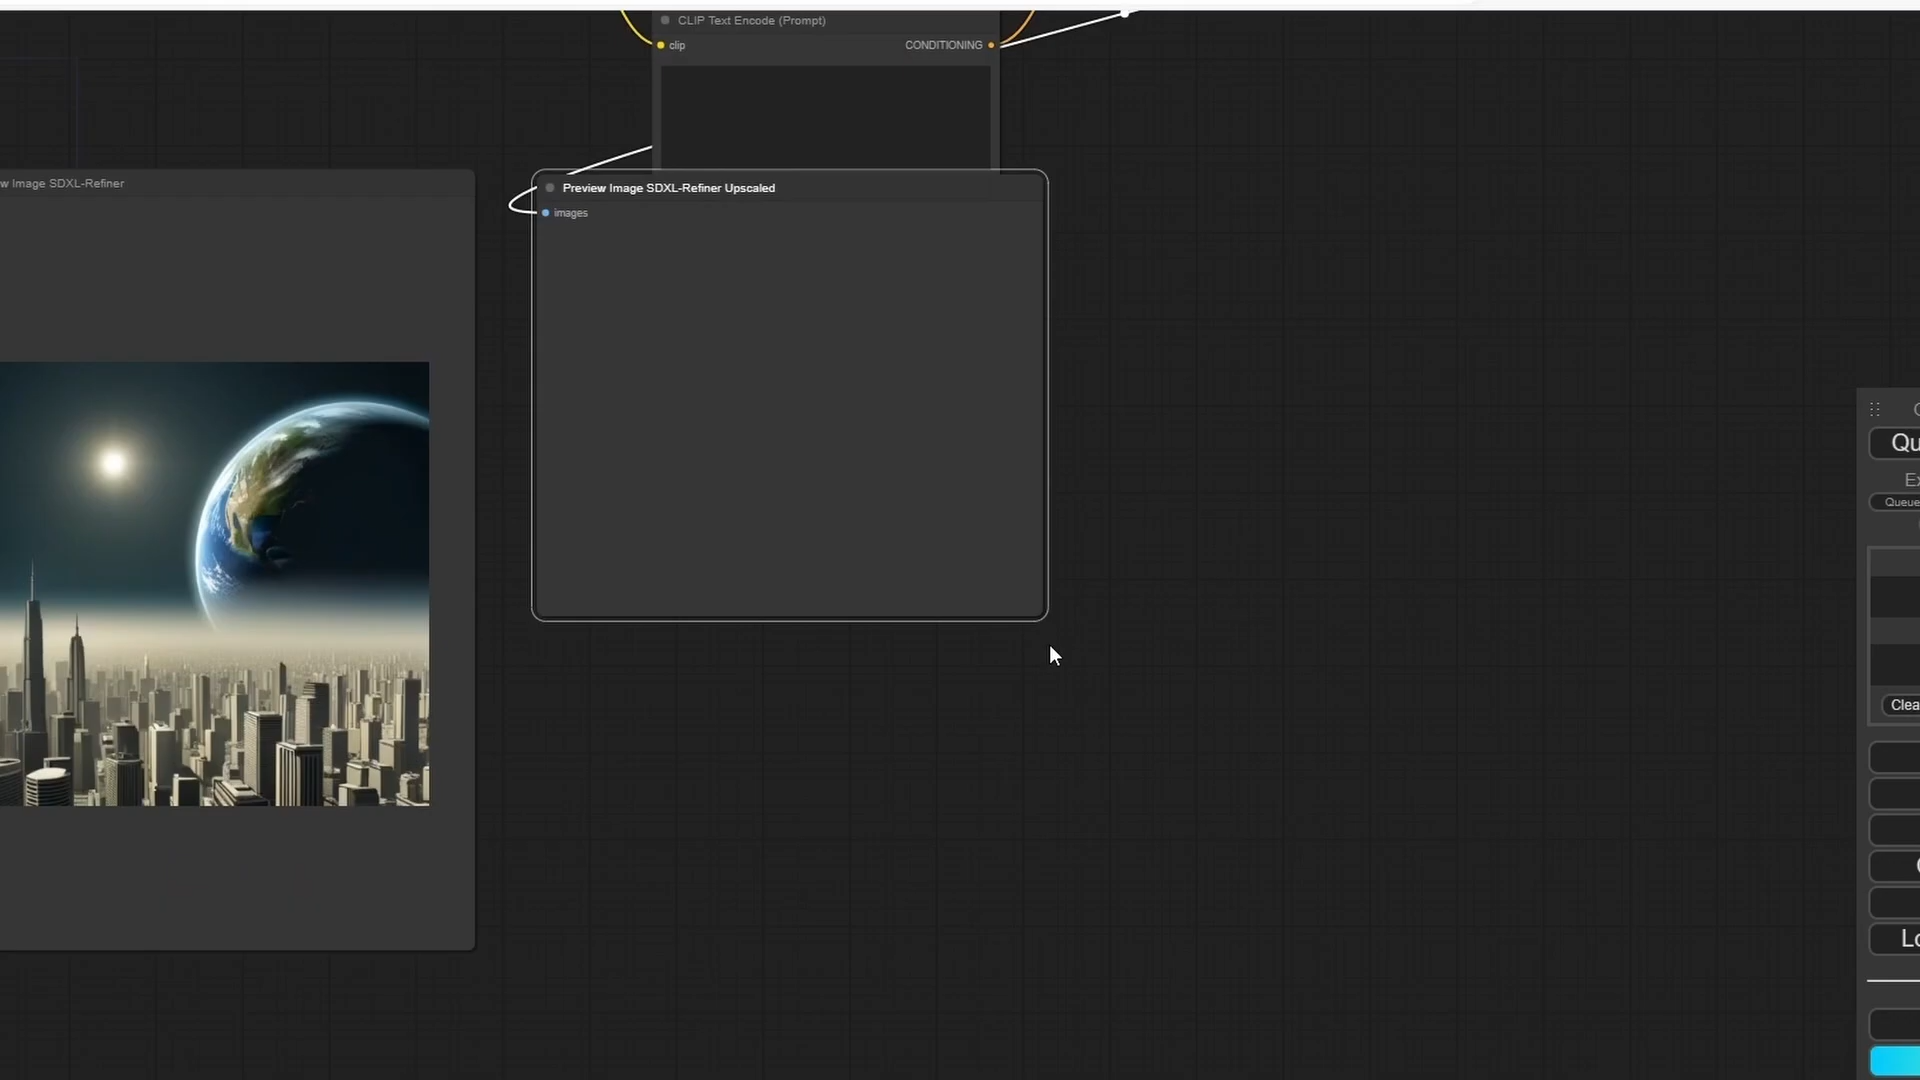 CLIP Text Encode (Prompt)
clip
CONDITIONING
w Image SDXL-Refiner
Preview Image SDXL-Refiner Upscaled
images
Qu
Ex
Queue
Clea
Lo